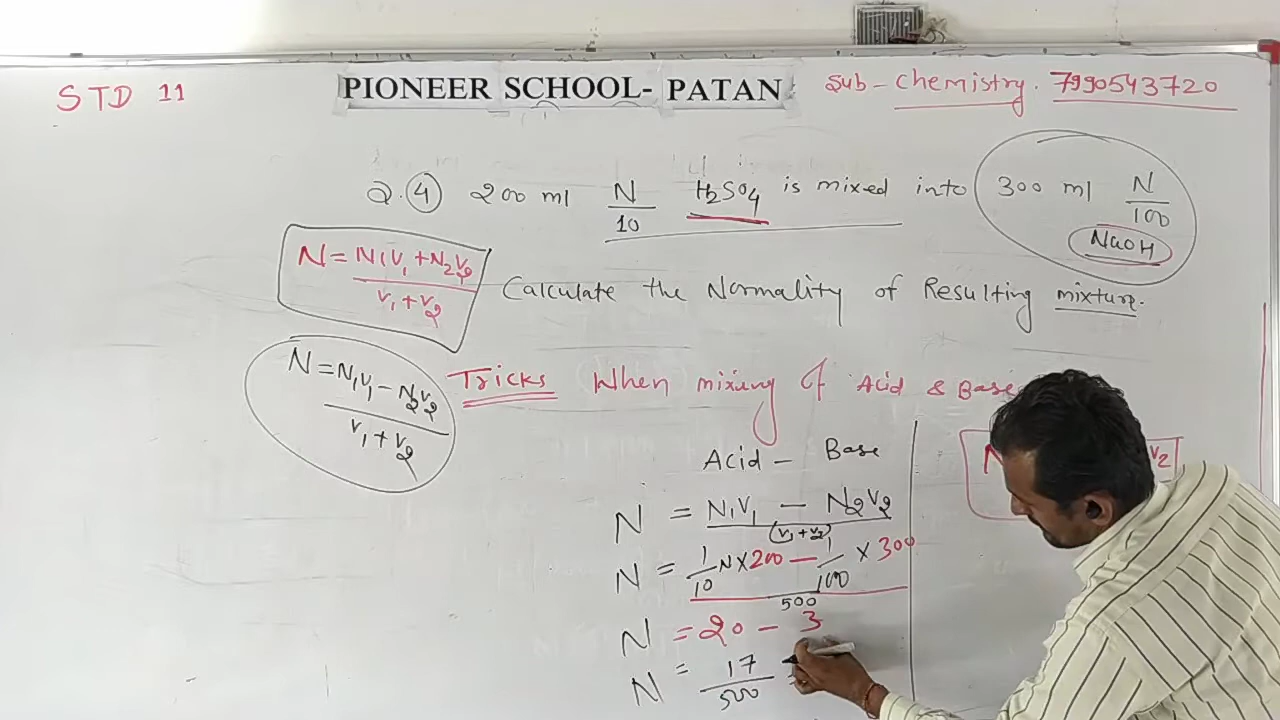 STD 11
PIONEER SCHOOL- PATAN
Sub - Chemistry. 7990543720
Q.4 200 ml N/10 H2SO4 is mixed into 300 ml N/100 NaOH
N = N1V1 + N2V2 / V1 + V2
Calculate the Normality of Resulting mixture.
N = N1V1 - N2V2 / V1 + V2
Tricks When mixing of Acid & Base
Acid - Base
N = N1V1 - N2V2 / (V1 + V2)
N = 1/10 N × 200 - 1/100 × 300 / 500
N = 20 - 3
N = 17/500 =
N
V2